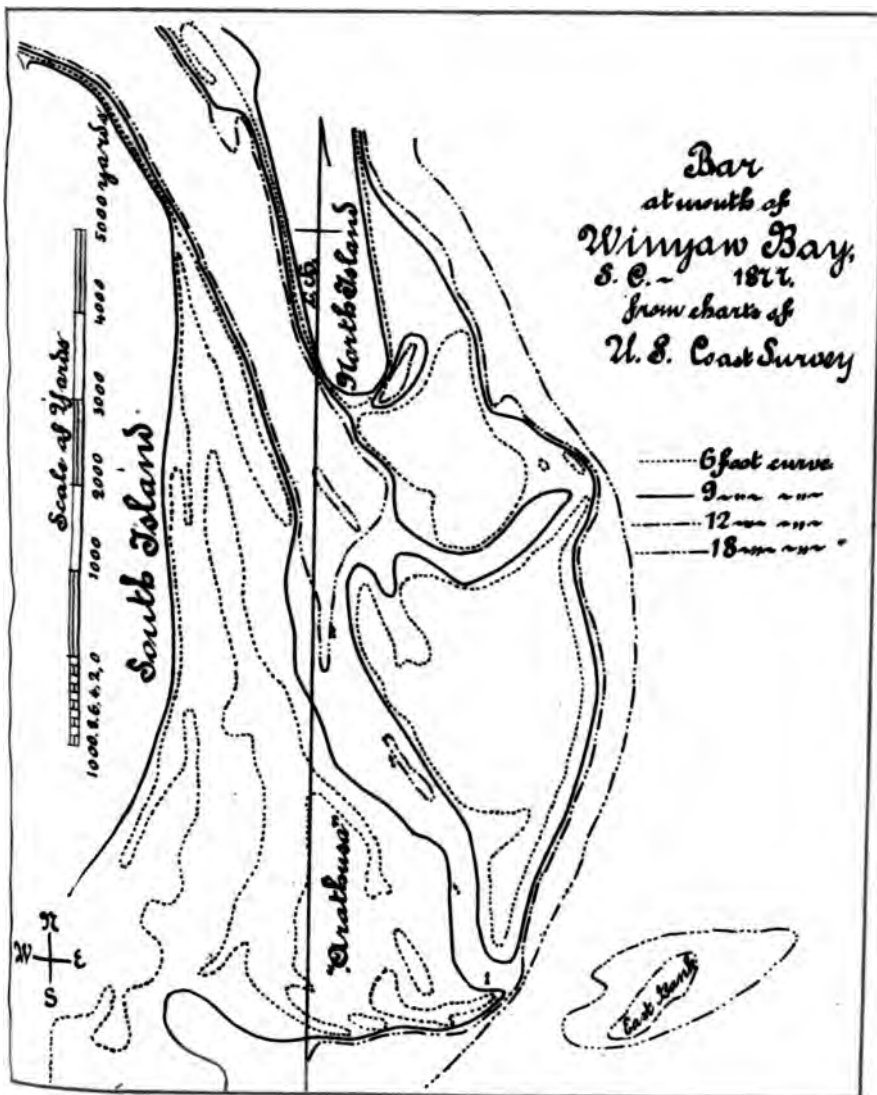 Bar
at mouth of
Winyaw Bay,
S. C. ~ 1877.
from charts of
U. S. Coast Survey
6 foot curve
9 ~"~ ~"~
12 ~"~ ~"~
18 ~"~ ~"~ "
Scale of Yards
1000.8.6.4.2.0
1000
2000
3000
4000
5000 yards
South Island.
North Island
"Arathusa"
East Bank
N
W E
S
1